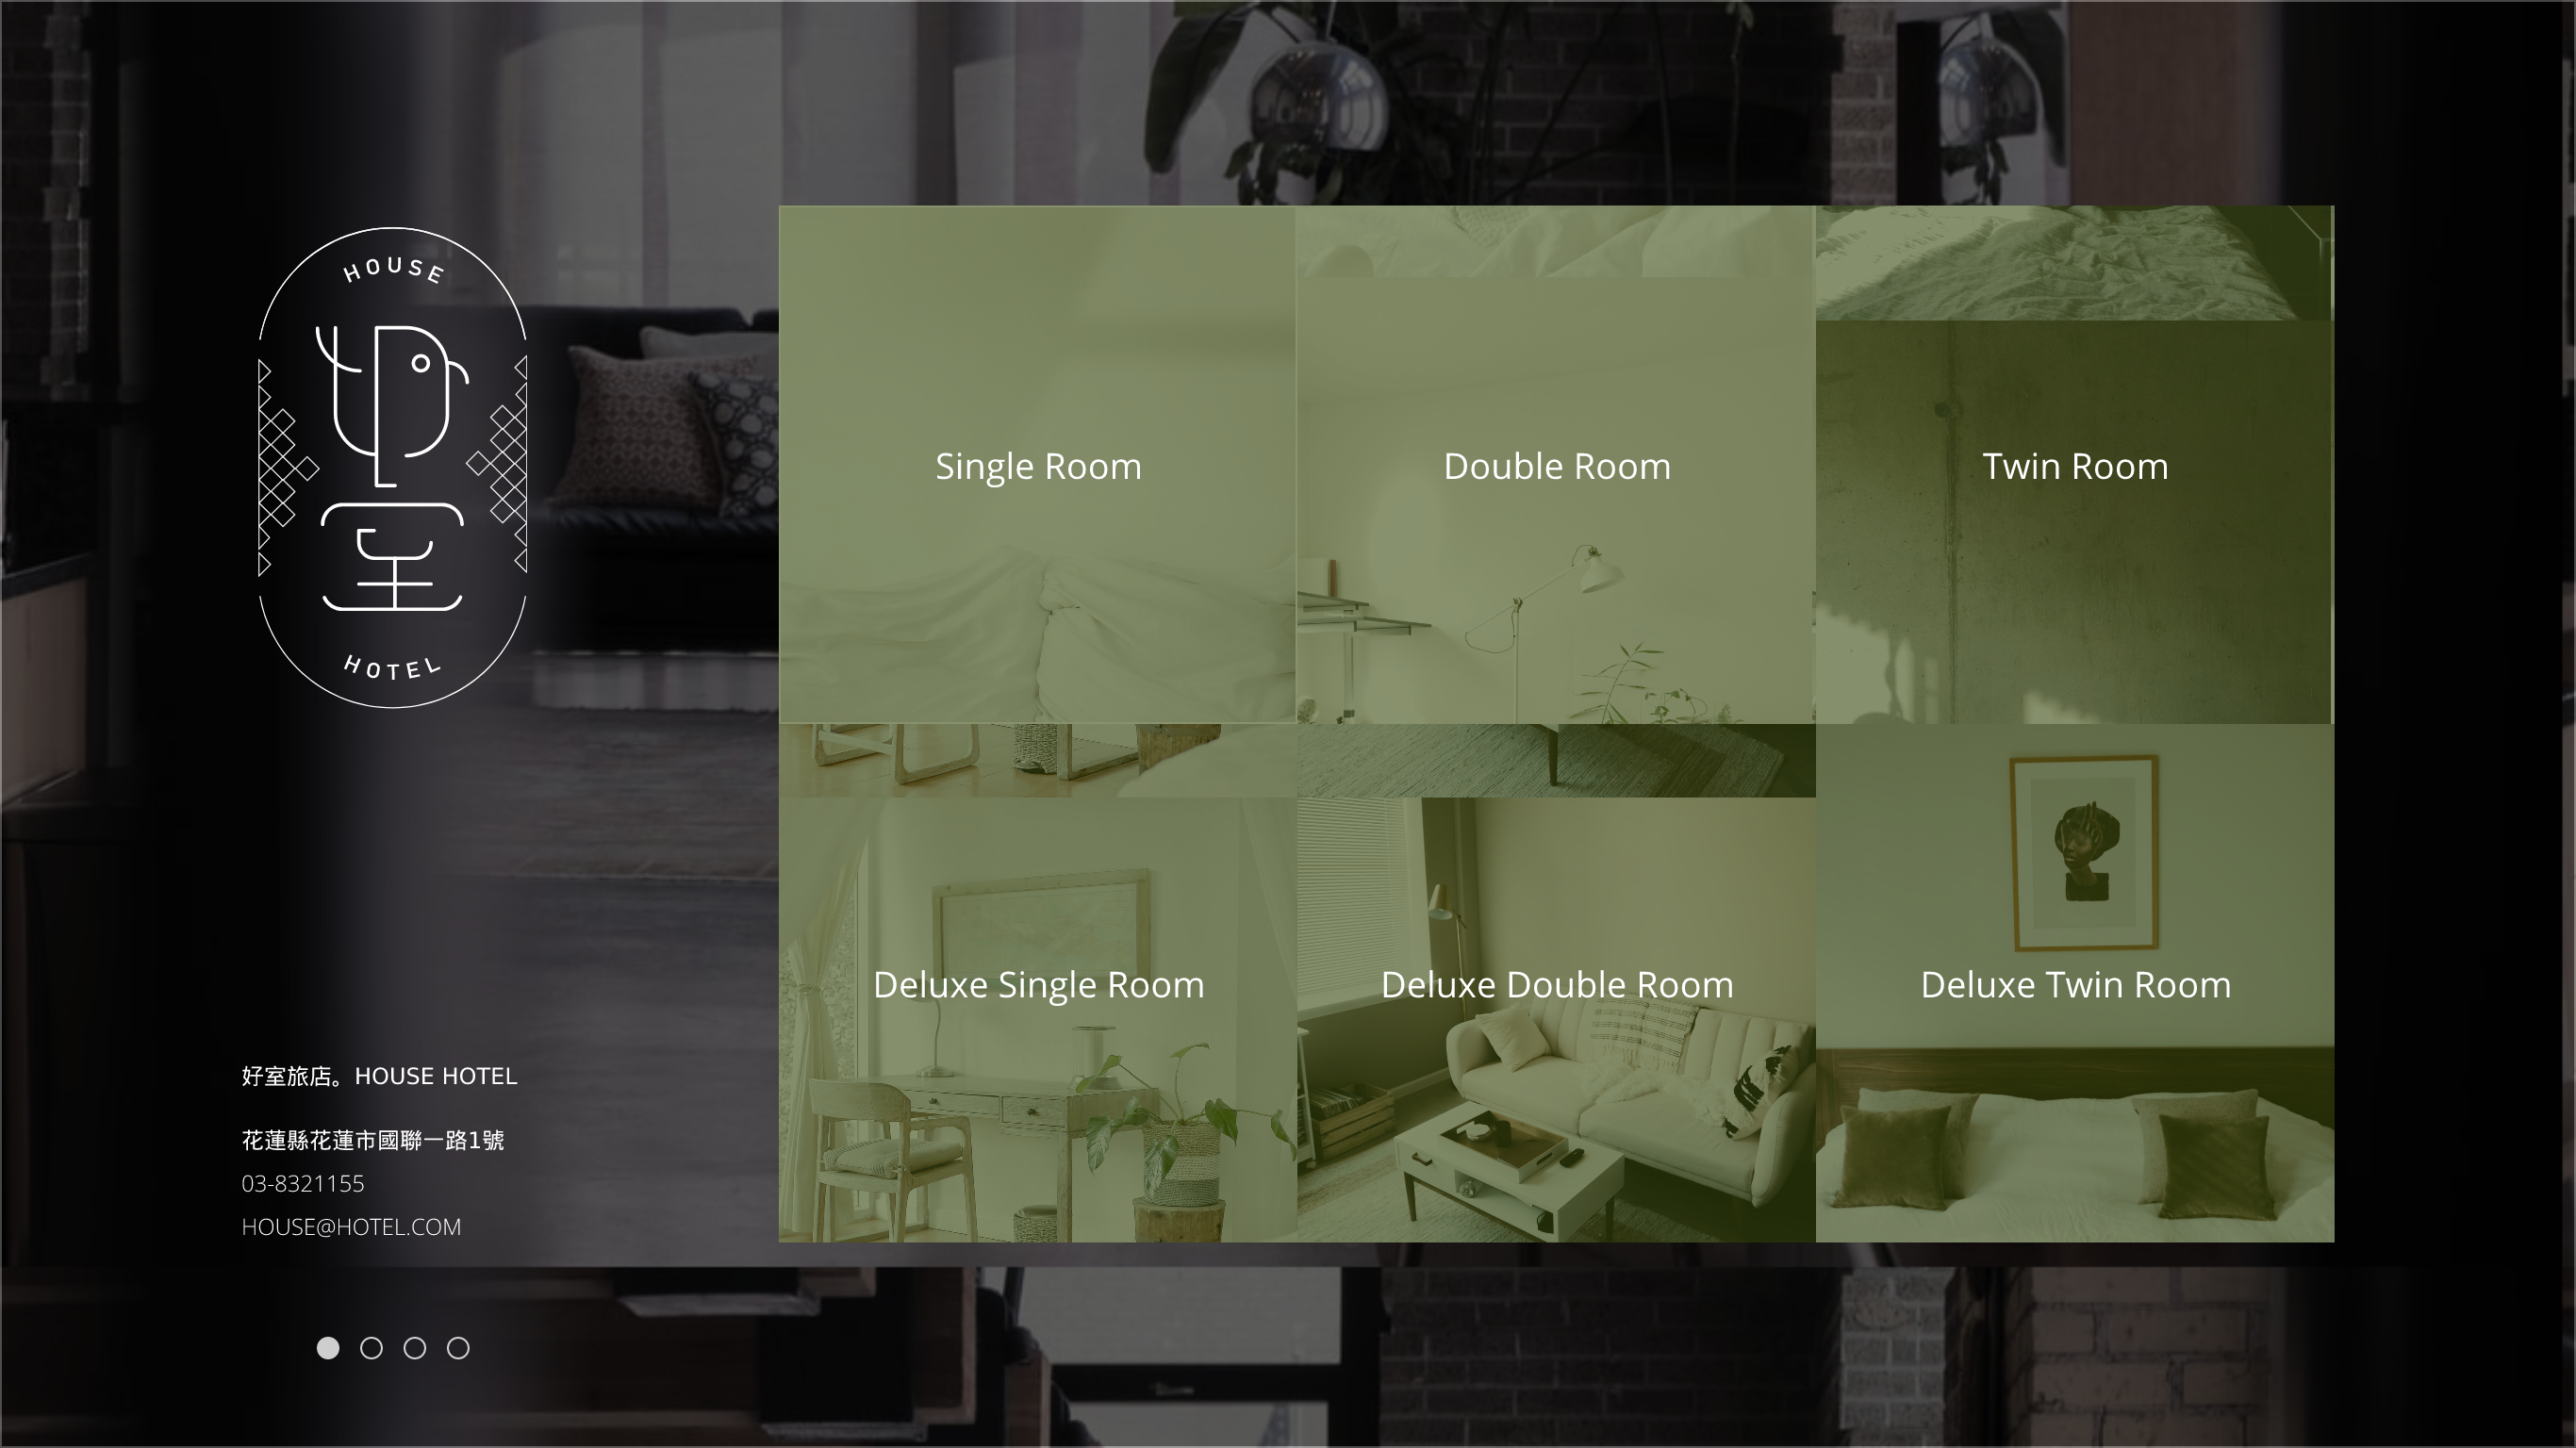 HOUSE
好室
HOTEL
Single Room
Double Room
Twin Room
Deluxe Single Room
Deluxe Double Room
Deluxe Twin Room
好室旅店。HOUSE HOTEL
花蓮縣花蓮市國聯一路1號
03-8321155
HOUSE@HOTEL.COM